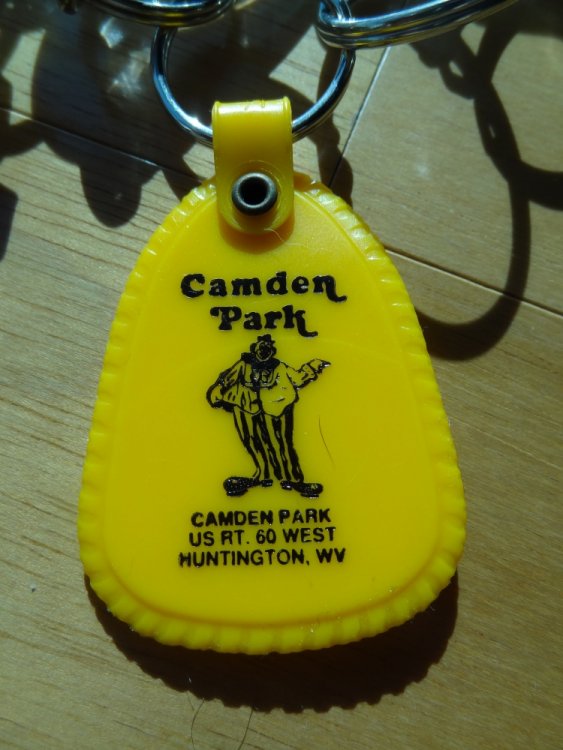 Camden
Park
CAMDEN PARK
US RT. 60 WEST
HUNTINGTON, WV